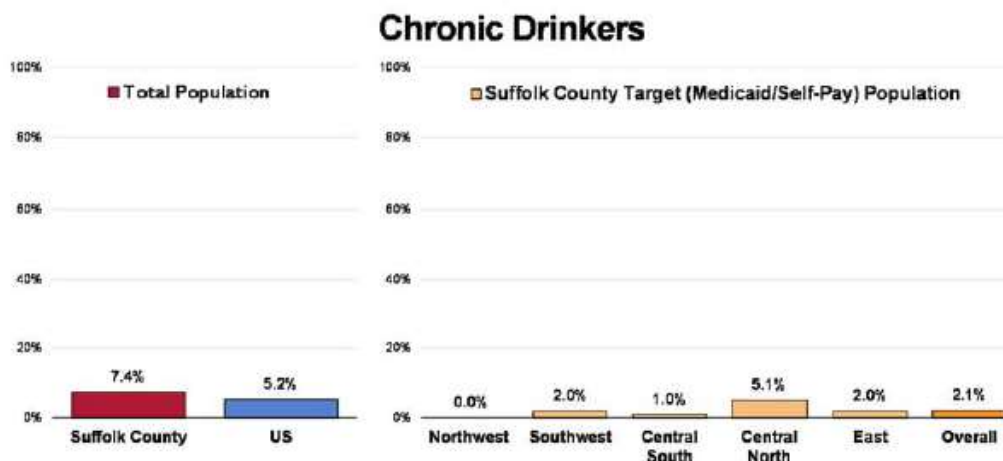 Chronic Drinkers
100%
Total Population
80%
60%
40%
20%
0%
7.4%
5.2%
Suffolk County
US
100%
Suffolk County Target (Medicaid/Self-Pay) Population
80%
60%
40%
20%
0%
0.0%
2.0%
1.0%
5.1%
2.0%
2.1%
Northwest
Southwest
Central
South
Central
North
East
Overall